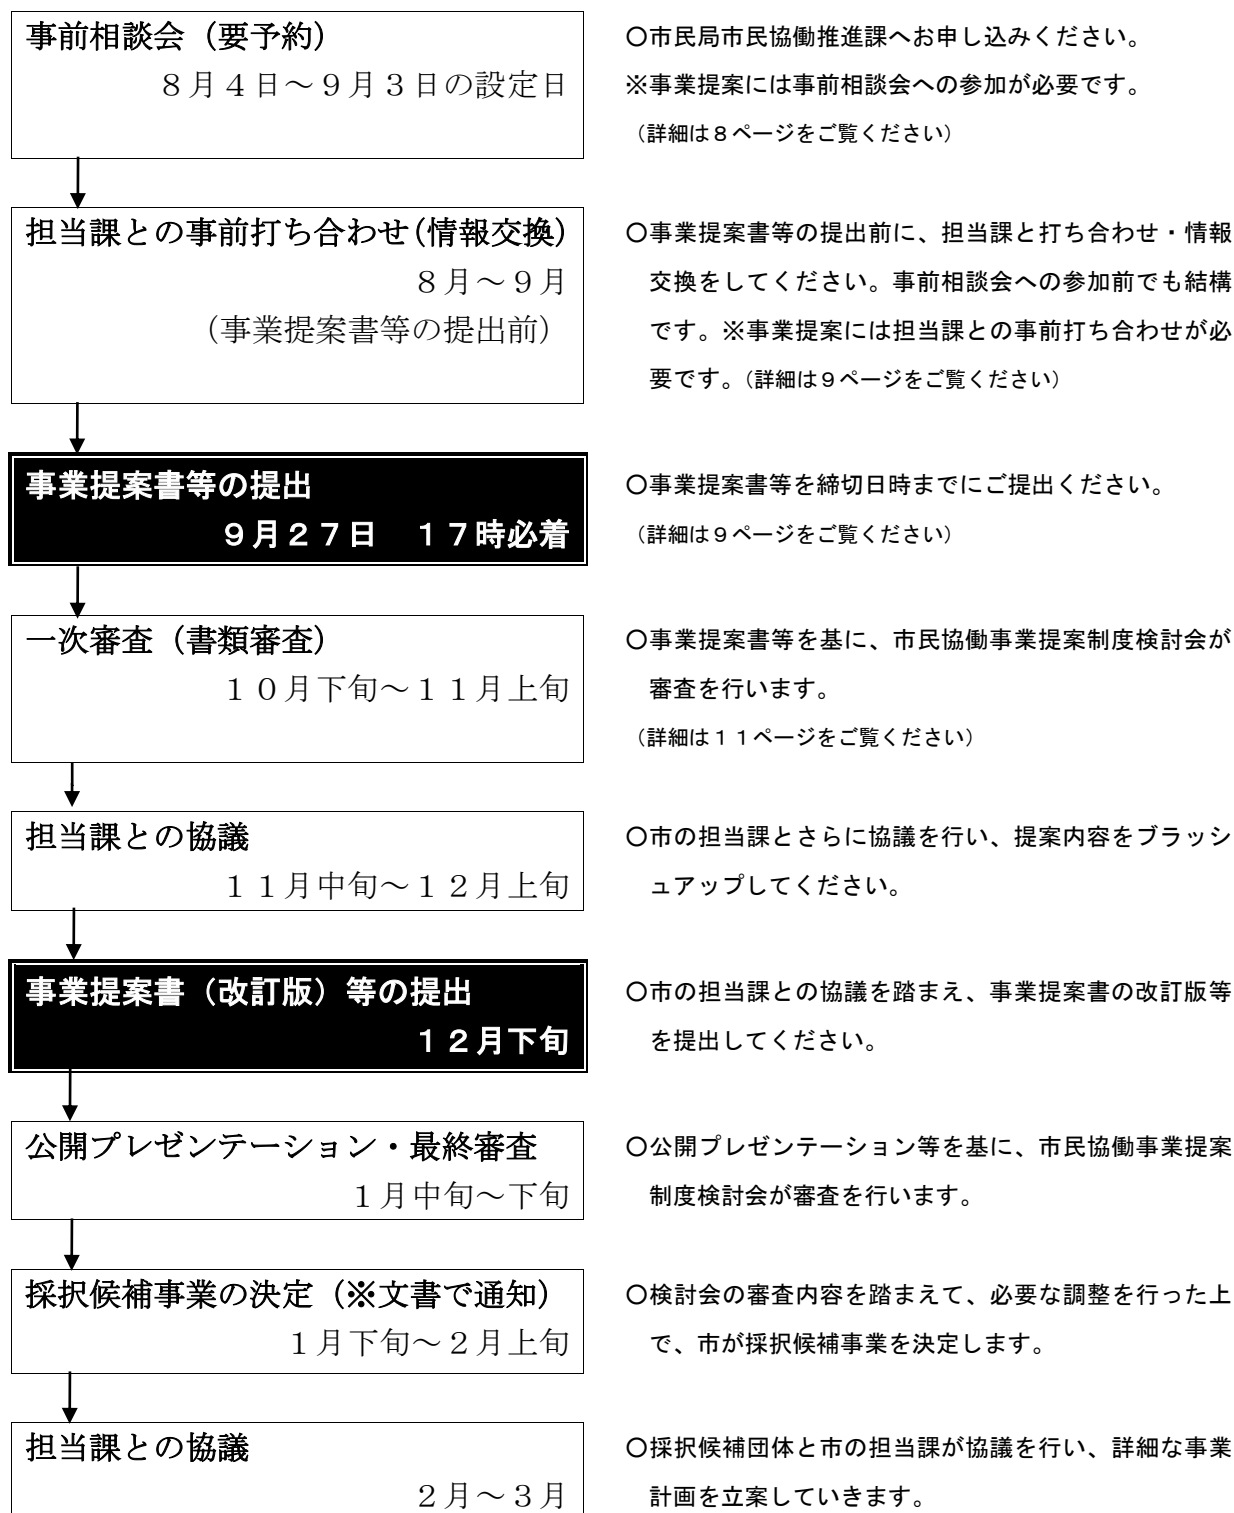 事前相談会（要予約）
８月４日～９月３日の設定日
〇市民局市民協働推進課へお申し込みください。
※事業提案には事前相談会への参加が必要です。
（詳細は８ページをご覧ください）
担当課との事前打ち合わせ（情報交換）
８月～９月
（事業提案書等の提出前）
〇事業提案書等の提出前に、担当課と打ち合わせ・情報
交換をしてください。事前相談会への参加前でも結構
です。※事業提案には担当課との事前打ち合わせが必
要です。（詳細は９ページをご覧ください）
事業提案書等の提出
９月２７日　１７時必着
〇事業提案書等を締切日時までにご提出ください。
（詳細は９ページをご覧ください）
一次審査（書類審査）
１０月下旬～１１月上旬
〇事業提案書等を基に、市民協働事業提案制度検討会が
審査を行います。
（詳細は１１ページをご覧ください）
担当課との協議
１１月中旬～１２月上旬
〇市の担当課とさらに協議を行い、提案内容をブラッシ
ュアップしてください。
事業提案書（改訂版）等の提出
１２月下旬
〇市の担当課との協議を踏まえ、事業提案書の改訂版等
を提出してください。
公開プレゼンテーション・最終審査
１月中旬～下旬
〇公開プレゼンテーション等を基に、市民協働事業提案
制度検討会が審査を行います。
採択候補事業の決定（※文書で通知）
１月下旬～２月上旬
〇検討会の審査内容を踏まえて、必要な調整を行った上
で、市が採択候補事業を決定します。
担当課との協議
２月～３月
〇採択候補団体と市の担当課が協議を行い、詳細な事業
計画を立案していきます。